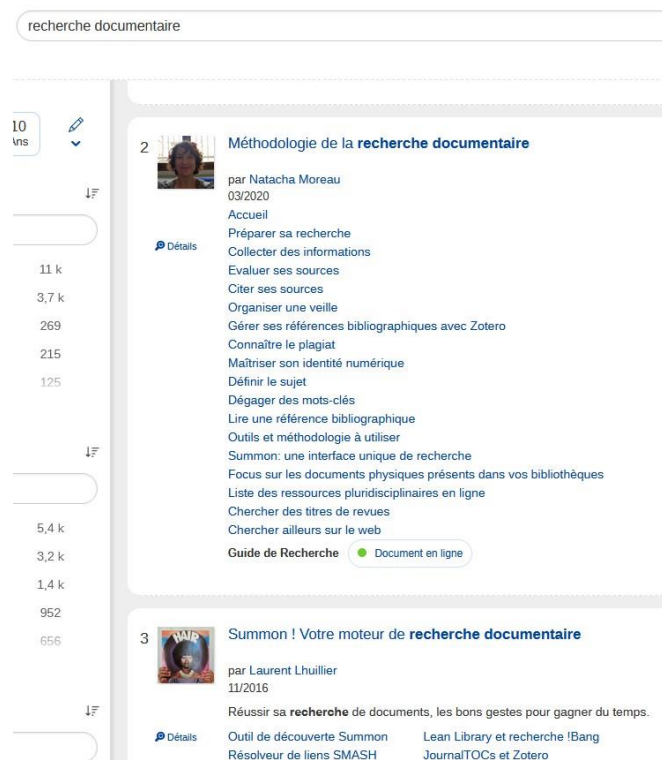 recherche documentaire
10
Ans
11 k
3,7 k
269
215
125
5,4 k
3,2 k
1,4 k
952
656
2
Méthodologie de la recherche documentaire
par Natacha Moreau
03/2020
Détails
Accueil
Préparer sa recherche
Collecter des informations
Evaluer ses sources
Citer ses sources
Organiser une veille
Gérer ses références bibliographiques avec Zotero
Connaître le plagiat
Maîtriser son identité numérique
Définir le sujet
Dégager des mots-clés
Lire une référence bibliographique
Outils et méthodologie à utiliser
Summon: une interface unique de recherche
Focus sur les documents physiques présents dans vos bibliothèques
Liste des ressources pluridisciplinaires en ligne
Chercher des titres de revues
Chercher ailleurs sur le web
Guide de Recherche Document en ligne
3
HAIR
Summon ! Votre moteur de recherche documentaire
par Laurent Lhuillier
11/2016
Réussir sa recherche de documents, les bons gestes pour gagner du temps.
Détails
Outil de découverte Summon Lean Library et recherche !Bang
Résolveur de liens SMASH JournalTOCs et Zotero